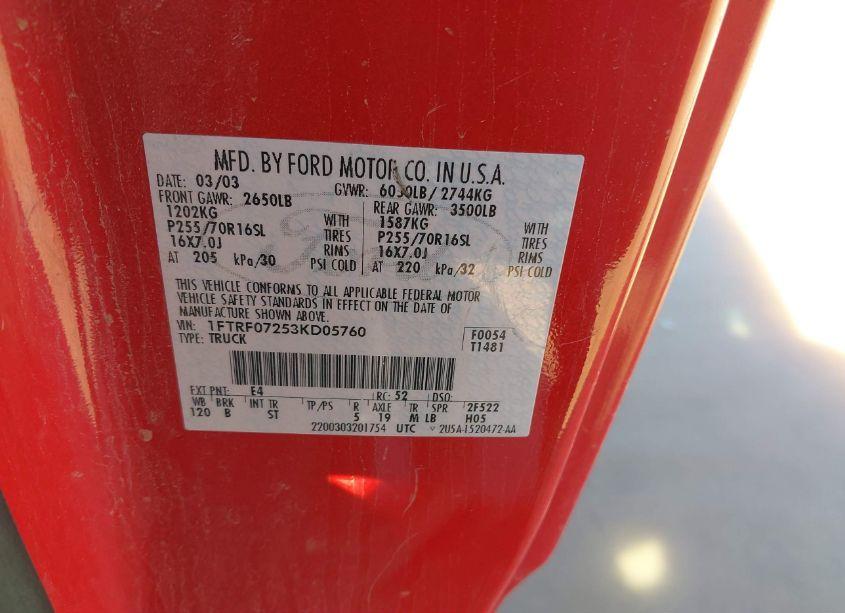 MFD. BY FORD MOTOR CO. IN U.S.A.
DATE: 03/03 GVWR: 6050LB / 2744KG
FRONT GAWR: 2650LB REAR GAWR: 3500LB
1202KG 1587KG
P255/70R16SL WITH TIRES P255/70R16SL WITH TIRES
16X7.0J RIMS 16X7.0J RIMS
AT 205 kPa/30 PSI COLD AT 220 kPa/32 PSI COLD
THIS VEHICLE CONFORMS TO ALL APPLICABLE FEDERAL MOTOR
VEHICLE SAFETY STANDARDS IN EFFECT ON THE DATE OF
MANUFACTURE SHOWN ABOVE.
VIN: 1FTRF07253KD05760 F0054
TYPE: TRUCK T1481
EXT PNT: E4 RC: 52 DSO:
WB BRK INT TR TP/PS R AXLE TR SPR 2F522
120 B ST 5 19 M LB H05
2200303201754 UTC 2U5A-1520472-AA
Ford